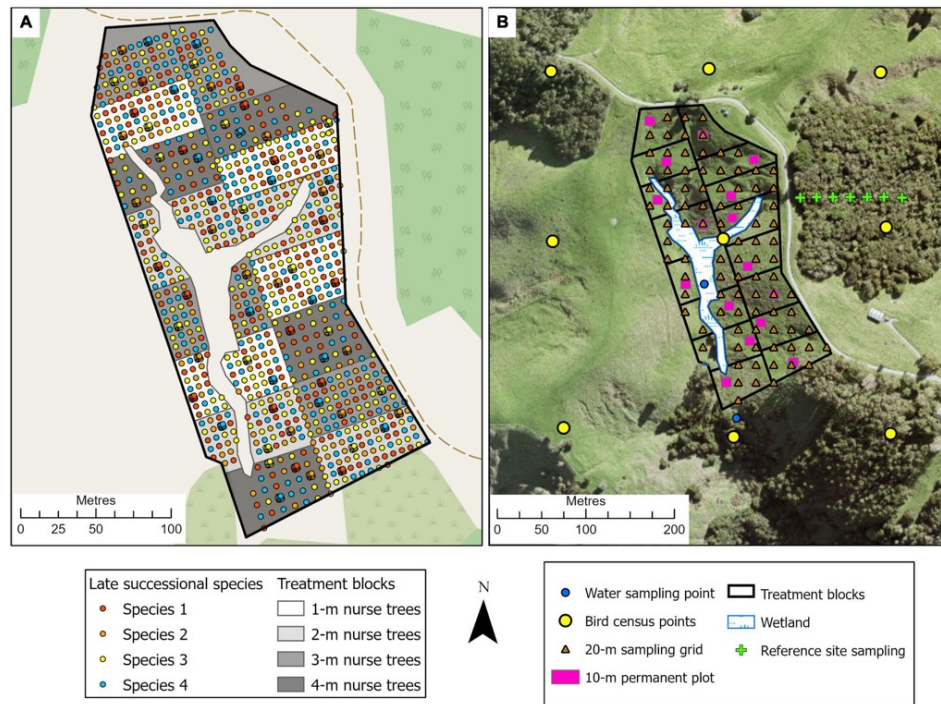 A
B
Metres
0 25 50 100
Metres
0 50 100 200
Late successional species
Species 1
Species 2
Species 3
Species 4
Treatment blocks
1-m nurse trees
2-m nurse trees
3-m nurse trees
4-m nurse trees
N
Water sampling point
Bird census points
20-m sampling grid
10-m permanent plot
Treatment blocks
Wetland
Reference site sampling